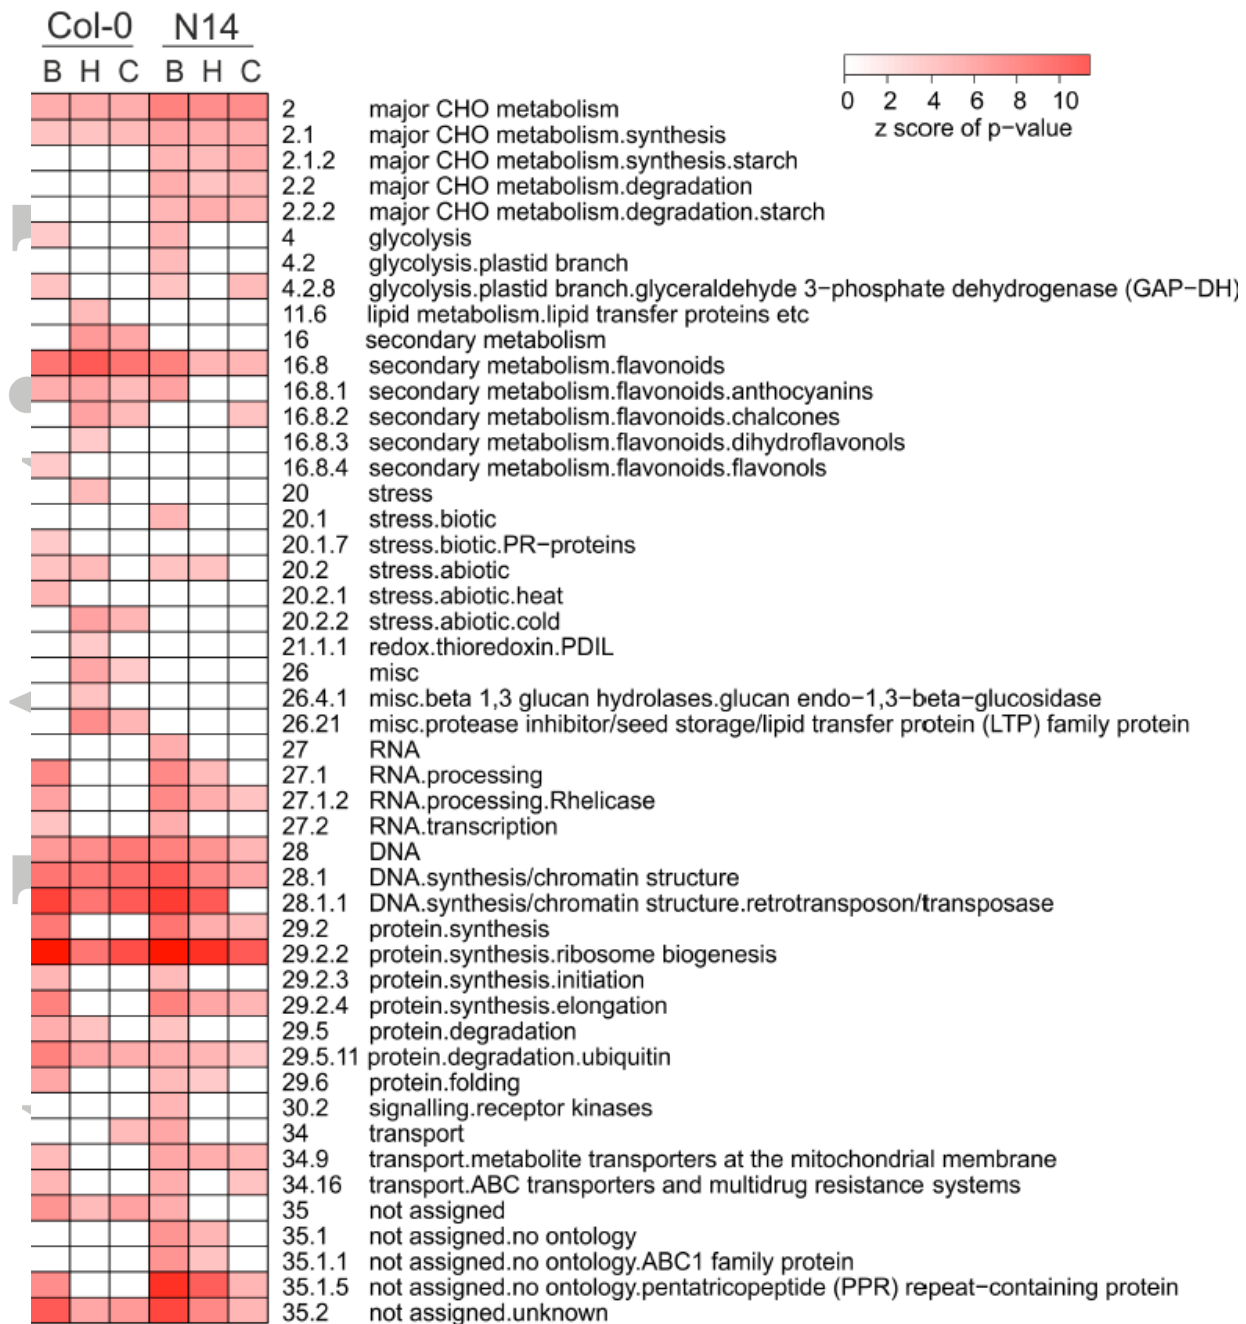 Col-0 N14
B H C B H C
0 2 4 6 8 10
z score of p−value
2 major CHO metabolism
2.1 major CHO metabolism.synthesis
2.1.2 major CHO metabolism.synthesis.starch
2.2 major CHO metabolism.degradation
2.2.2 major CHO metabolism.degradation.starch
4 glycolysis
4.2 glycolysis.plastid branch
4.2.8 glycolysis.plastid branch.glyceraldehyde 3−phosphate dehydrogenase (GAP−DH)
11.6 lipid metabolism.lipid transfer proteins etc
16 secondary metabolism
16.8 secondary metabolism.flavonoids
16.8.1 secondary metabolism.flavonoids.anthocyanins
16.8.2 secondary metabolism.flavonoids.chalcones
16.8.3 secondary metabolism.flavonoids.dihydroflavonols
16.8.4 secondary metabolism.flavonoids.flavonols
20 stress
20.1 stress.biotic
20.1.7 stress.biotic.PR−proteins
20.2 stress.abiotic
20.2.1 stress.abiotic.heat
20.2.2 stress.abiotic.cold
21.1.1 redox.thioredoxin.PDIL
26 misc
26.4.1 misc.beta 1,3 glucan hydrolases.glucan endo−1,3−beta−glucosidase
26.21 misc.protease inhibitor/seed storage/lipid transfer protein (LTP) family protein
27 RNA
27.1 RNA.processing
27.1.2 RNA.processing.Rhelicase
27.2 RNA.transcription
28 DNA
28.1 DNA.synthesis/chromatin structure
28.1.1 DNA.synthesis/chromatin structure.retrotransposon/transposase
29.2 protein.synthesis
29.2.2 protein.synthesis.ribosome biogenesis
29.2.3 protein.synthesis.initiation
29.2.4 protein.synthesis.elongation
29.5 protein.degradation
29.5.11 protein.degradation.ubiquitin
29.6 protein.folding
30.2 signalling.receptor kinases
34 transport
34.9 transport.metabolite transporters at the mitochondrial membrane
34.16 transport.ABC transporters and multidrug resistance systems
35 not assigned
35.1 not assigned.no ontology
35.1.1 not assigned.no ontology.ABC1 family protein
35.1.5 not assigned.no ontology.pentatricopeptide (PPR) repeat−containing protein
35.2 not assigned.unknown